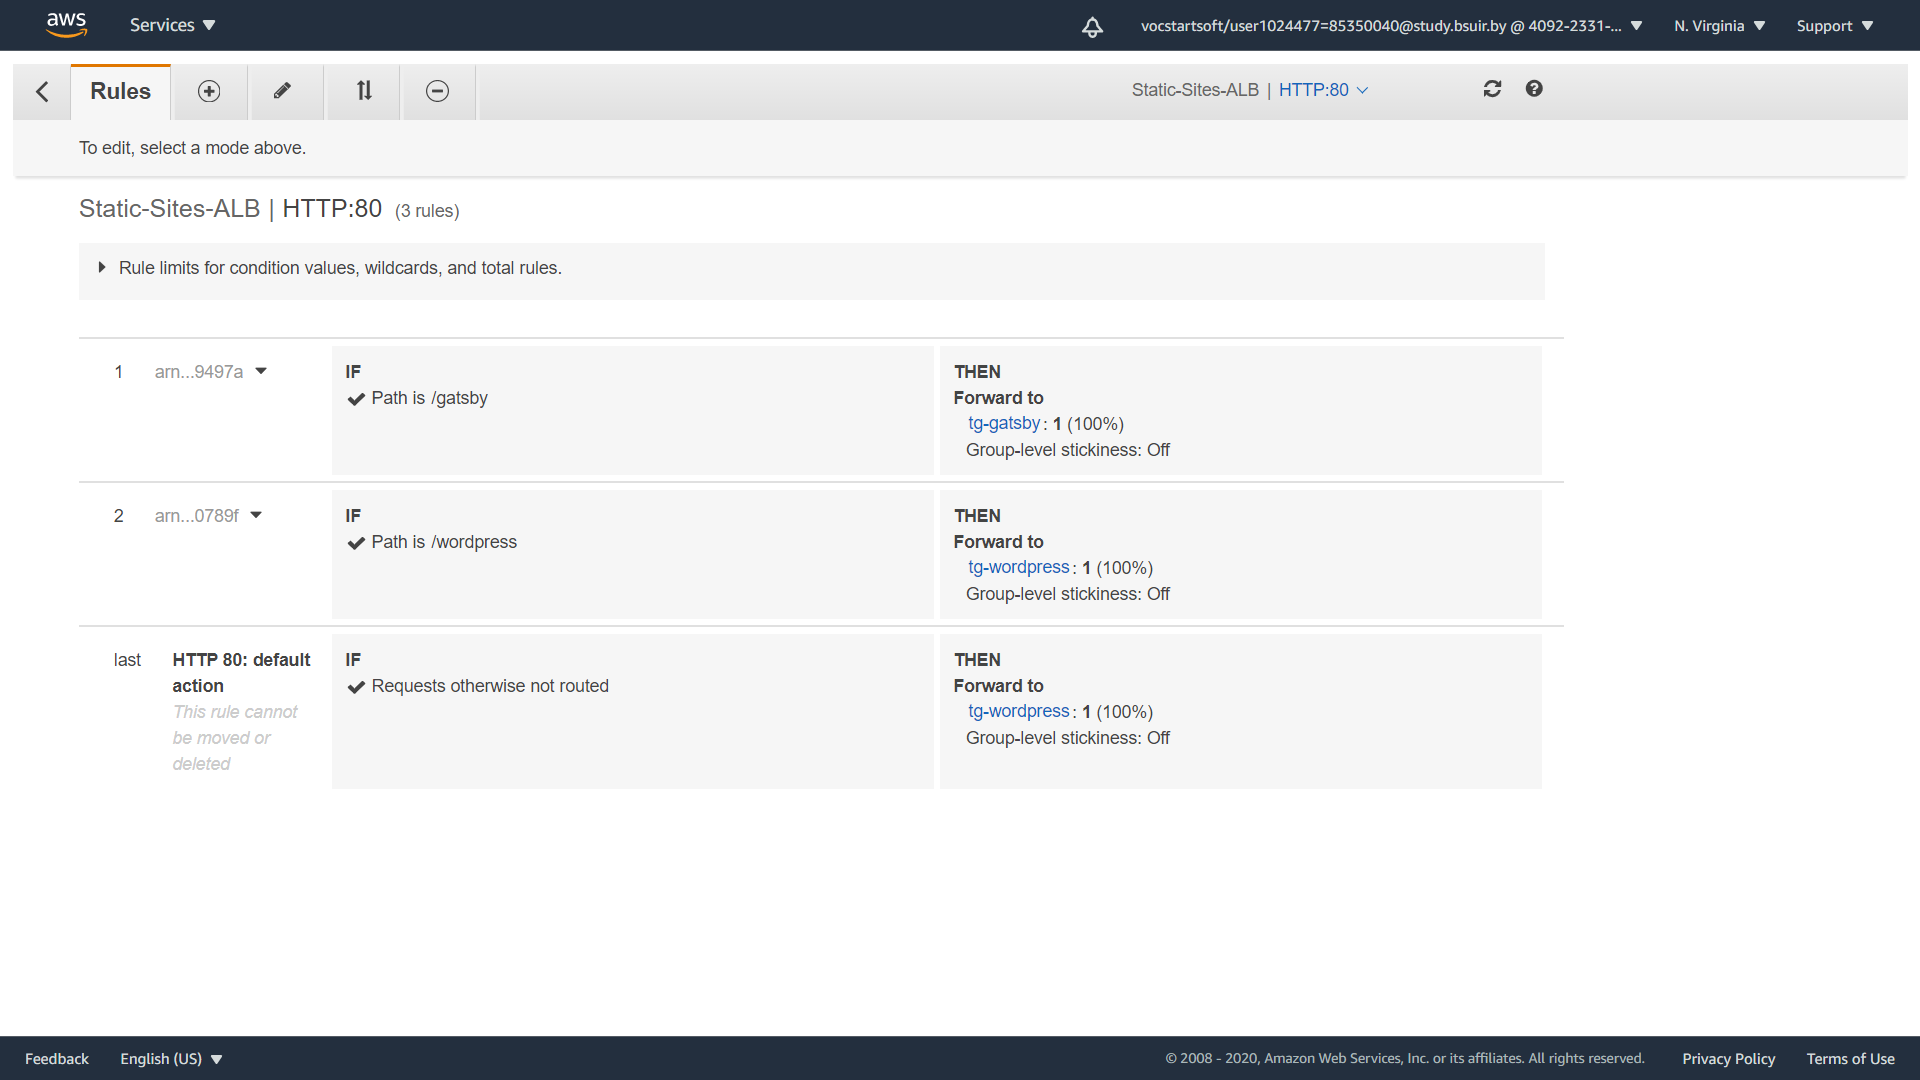 aws Services vocstartsoft/user1024477=85350040@study.bsuir.by @ 4092-2331-... N. Virginia Support
Rules Static-Sites-ALB | HTTP:80
To edit, select a mode above.
Static-Sites-ALB | HTTP:80 (3 rules)
Rule limits for condition values, wildcards, and total rules.
1 arn...9497a IF THEN
Path is /gatsby Forward to
tg-gatsby: 1 (100%)
Group-level stickiness: Off
2 arn...0789f IF THEN
Path is /wordpress Forward to
tg-wordpress: 1 (100%)
Group-level stickiness: Off
last HTTP 80: default IF THEN
action Requests otherwise not routed Forward to
This rule cannot tg-wordpress: 1 (100%)
be moved or Group-level stickiness: Off
deleted
Feedback English (US) © 2008 - 2020, Amazon Web Services, Inc. or its affiliates. All rights reserved. Privacy Policy Terms of Use